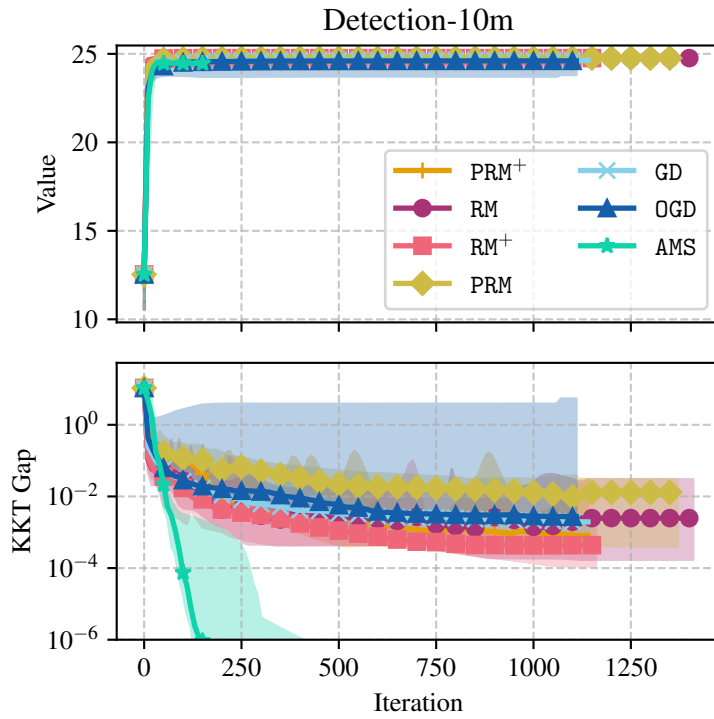 Detection-10m
25
20
15
10
Value
PRM+
RM
RM+
PRM
GD
OGD
AMS
10^0
10^-2
10^-4
10^-6
KKT Gap
0 250 500 750 1000 1250
Iteration